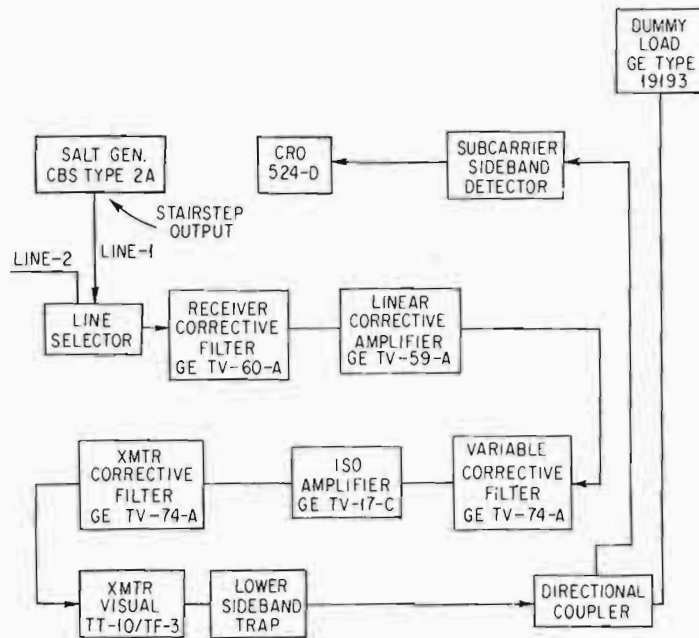 DUMMY
LOAD
GE TYPE
19193
SALT GEN.
CBS TYPE 2A
CRO
524-D
SUBCARRIER
SIDEBAND
DETECTOR
STAIRSTEP
OUTPUT
LINE-1
LINE-2
LINE
SELECTOR
RECEIVER
CORRECTIVE
FILTER
GE TV-60-A
LINEAR
CORRECTIVE
AMPLIFIER
GE TV-59-A
XMTR
CORRECTIVE
FILTER
GE TV-74-A
ISO
AMPLIFIER
GE TV-17-C
VARIABLE
CORRECTIVE
FILTER
GE TV-74-A
XMTR
VISUAL
TT-10/TF-3
LOWER
SIDEBAND
TRAP
DIRECTIONAL
COUPLER